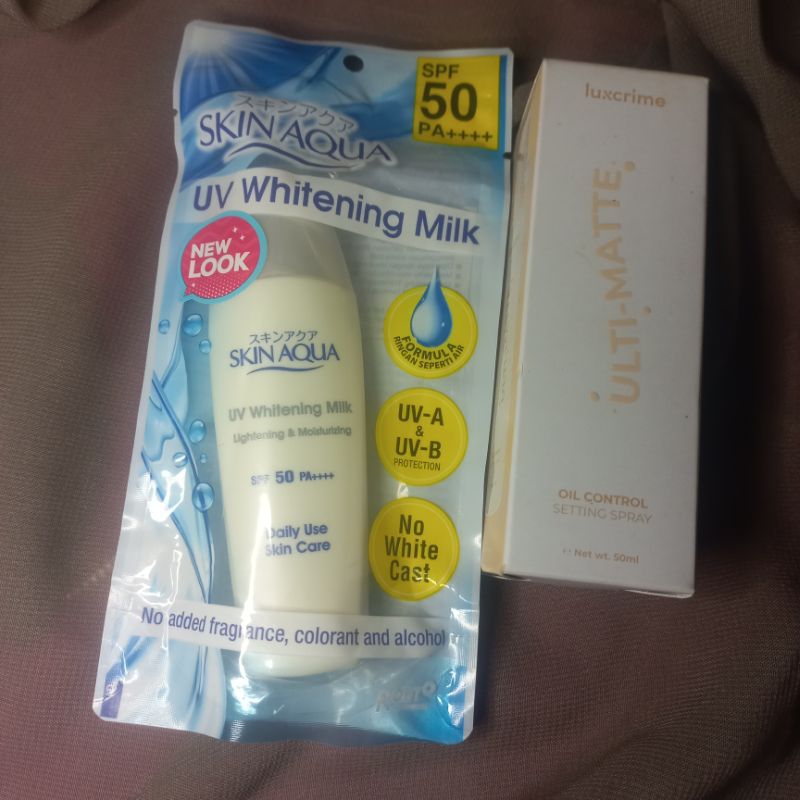 スキンアクア
SKIN AQUA
SPF
50
PA++++
UV Whitening Milk
NEW
LOOK
FORMULA
RINGAN SEPERTI AIR
UV-A
&
UV-B
PROTECTION
No
White
Cast
スキンアクア
SKIN AQUA
UV Whitening Milk
Lightening & Moisturizing
SPF 50 PA++++
Daily Use
Skin Care
No added fragrance, colorant and alcohol
luxcrime
ULTI-MATTE
OIL CONTROL
SETTING SPRAY
Net wt. 50ml